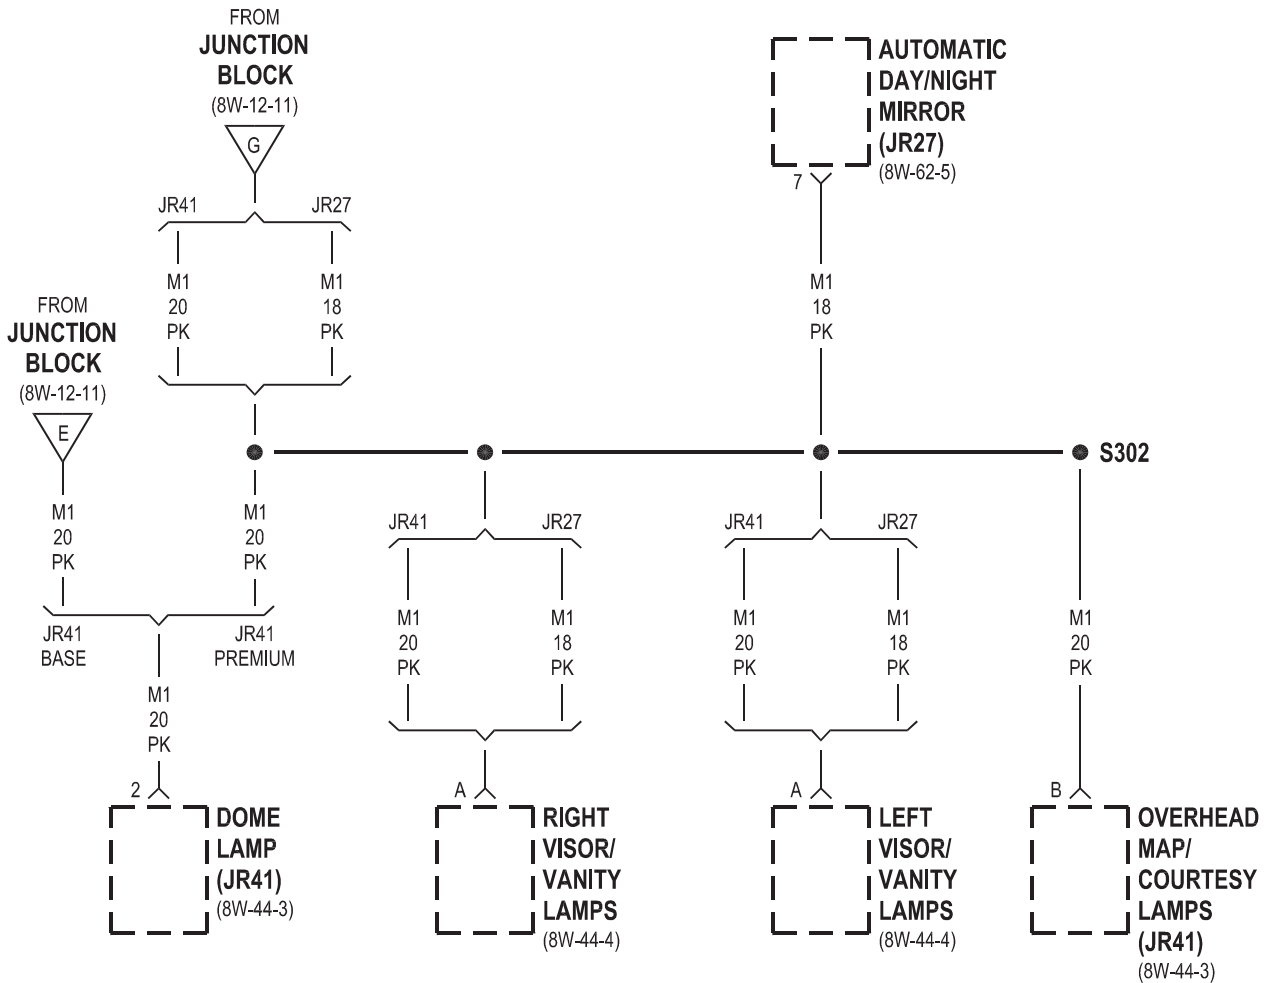 FROM
JUNCTION
BLOCK
(8W-12-11)
G
JR41
JR27
M1
20
PK
M1
18
PK
AUTOMATIC
DAY/NIGHT
MIRROR
(JR27)
(8W-62-5)
7
M1
18
PK
FROM
JUNCTION
BLOCK
(8W-12-11)
E
S302
M1
20
PK
M1
20
PK
JR41
BASE
JR41
PREMIUM
M1
20
PK
2
DOME
LAMP
(JR41)
(8W-44-3)
JR41
JR27
M1
20
PK
M1
18
PK
A
RIGHT
VISOR/
VANITY
LAMPS
(8W-44-4)
JR41
JR27
M1
20
PK
M1
18
PK
A
LEFT
VISOR/
VANITY
LAMPS
(8W-44-4)
M1
20
PK
B
OVERHEAD
MAP/
COURTESY
LAMPS
(JR41)
(8W-44-3)